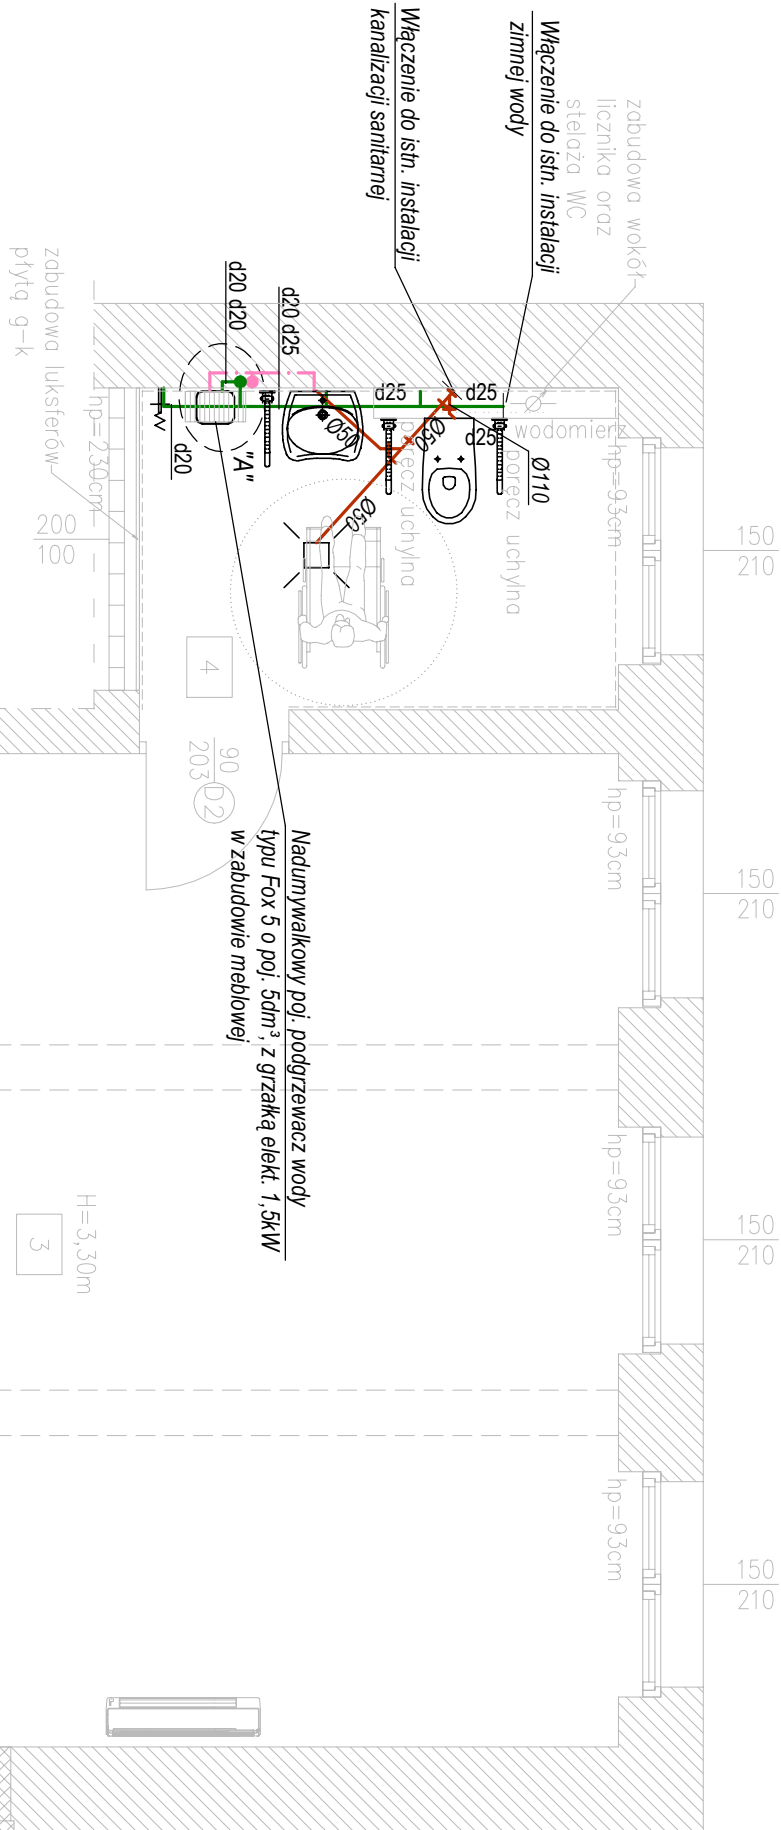 Włączenie do istn. instalacji
zimnej wody
zabudowa wokół
licznika oraz
stelaża WC
Włączenie do istn. instalacji
kanalizacji sanitarnej
zabudowa luksferów
płytą g-k
d20 d20
d20 d25
d25
d25
d25
d20
"A"
Ø50
Ø50
Ø50
Ø110
wodomierz
poręcz uchylna
poręcz uchylna
hp=230cm
200
100
hp=93cm
150
210
4
90
203
D2
hp=93cm
150
210
Nadumywalkowy poj. podgrzewacz wody
typu Fox 5 o poj. 5dm³, z grzałką elekt. 1,5kW
w zabudowie meblowej
hp=93cm
150
210
H=3,30m
3
hp=93cm
150
210